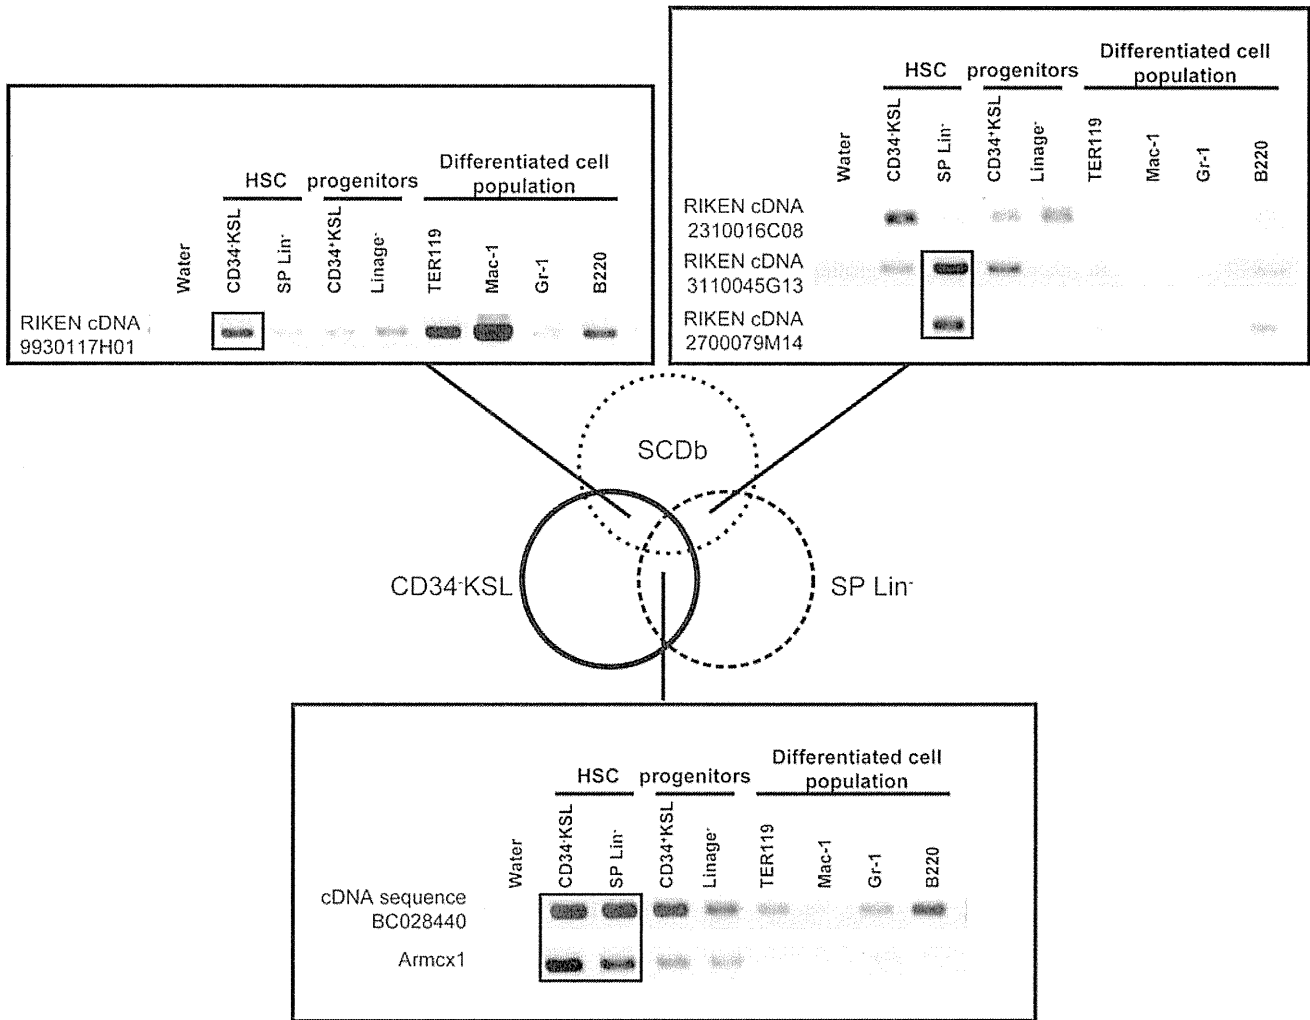 HSC progenitors
Differentiated cell
population
Water
CD34-KSL
SP Lin-
CD34+KSL
Linage-
TER119
Mac-1
Gr-1
B220
RIKEN cDNA
9930117H01
HSC progenitors
Differentiated cell
population
Water
CD34-KSL
SP Lin-
CD34+KSL
Linage-
TER119
Mac-1
Gr-1
B220
RIKEN cDNA
2310016C08
RIKEN cDNA
3110045G13
RIKEN cDNA
2700079M14
SCDb
CD34-KSL
SP Lin-
HSC progenitors
Differentiated cell
population
Water
CD34-KSL
SP Lin-
CD34+KSL
Linage-
TER119
Mac-1
Gr-1
B220
cDNA sequence
BC028440
Armcx1